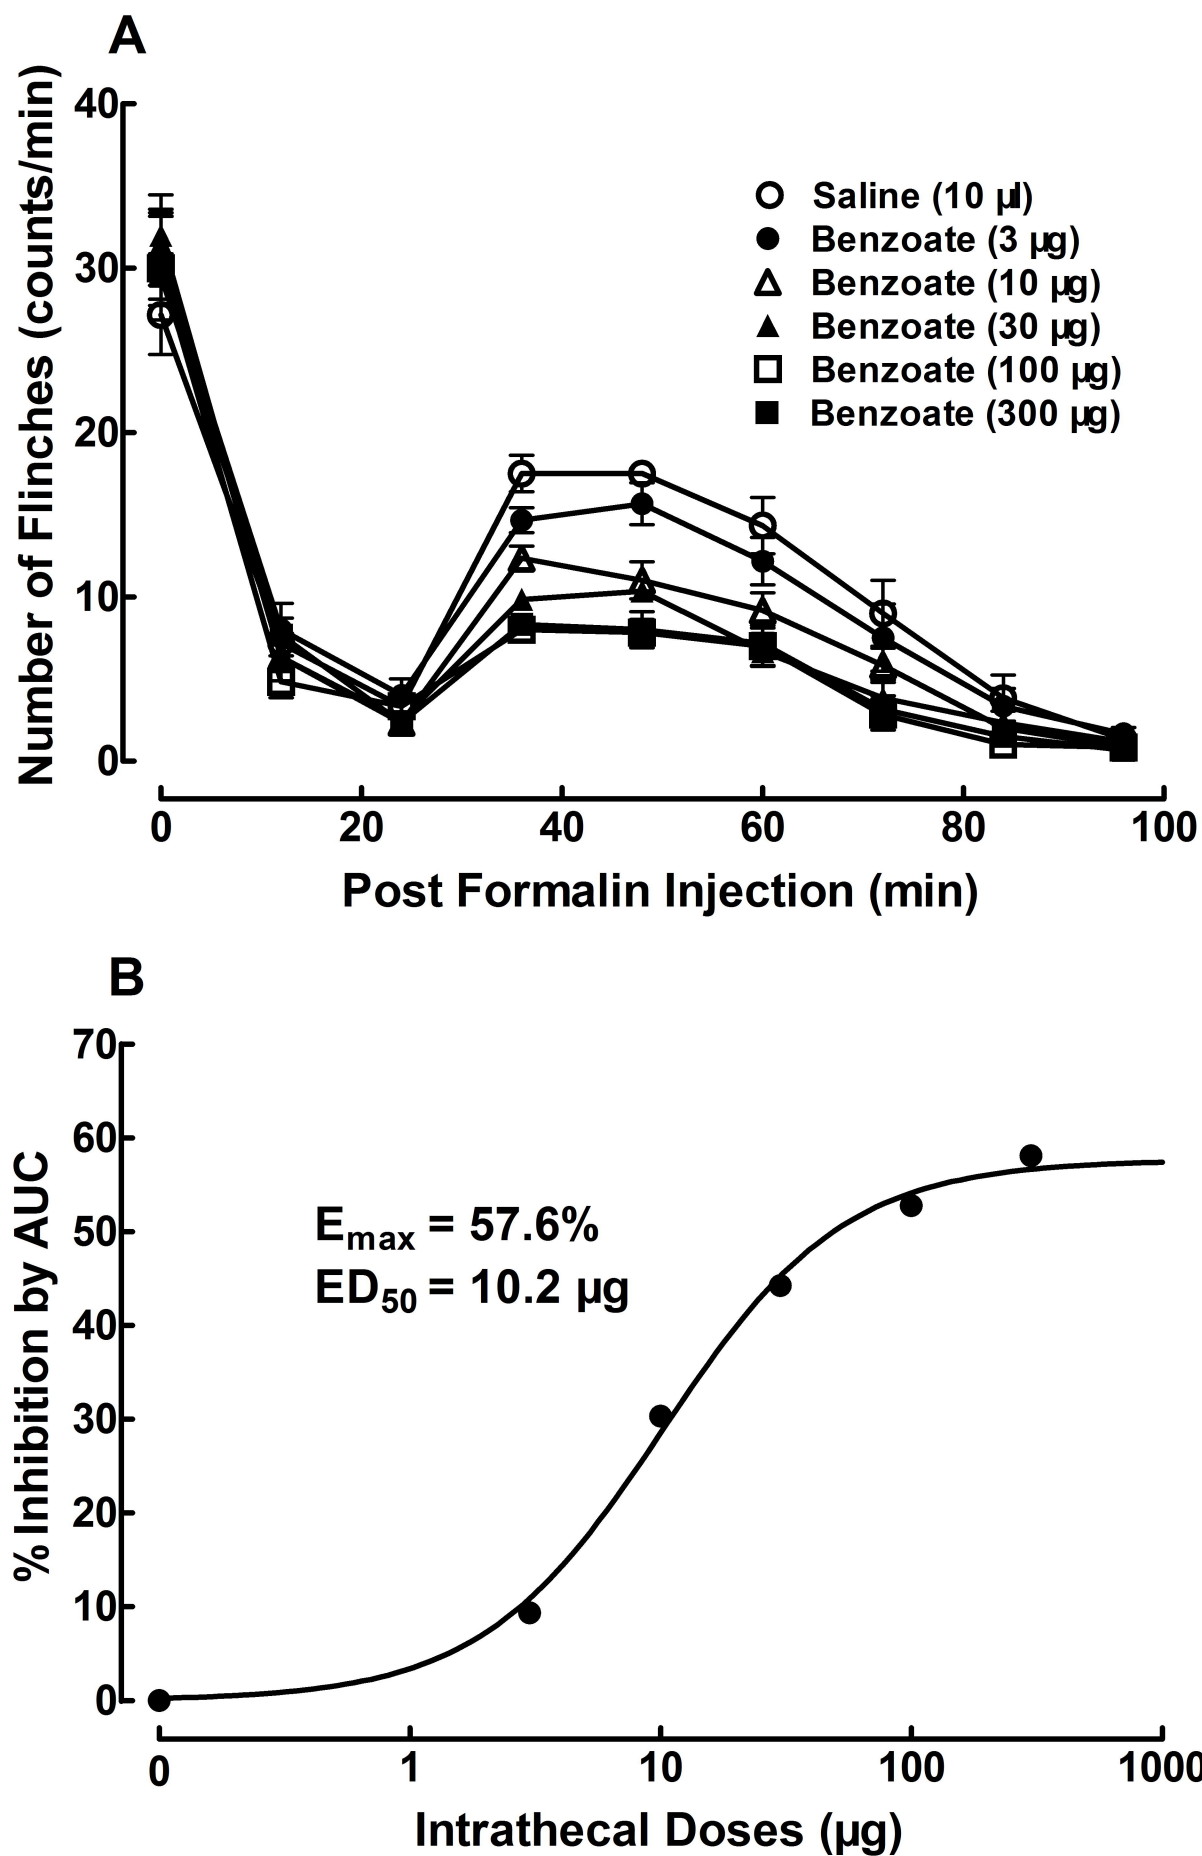 A
Number of Flinches (counts/min)
40
30
20
10
0
Saline (10 µl)
Benzoate (3 µg)
Benzoate (10 µg)
Benzoate (30 µg)
Benzoate (100 µg)
Benzoate (300 µg)
0 20 40 60 80 100
Post Formalin Injection (min)
B
% Inhibition by AUC
70
60
50
40
30
20
10
0
Emax = 57.6%
ED50 = 10.2 µg
0 1 10 100 1000
Intrathecal Doses (µg)